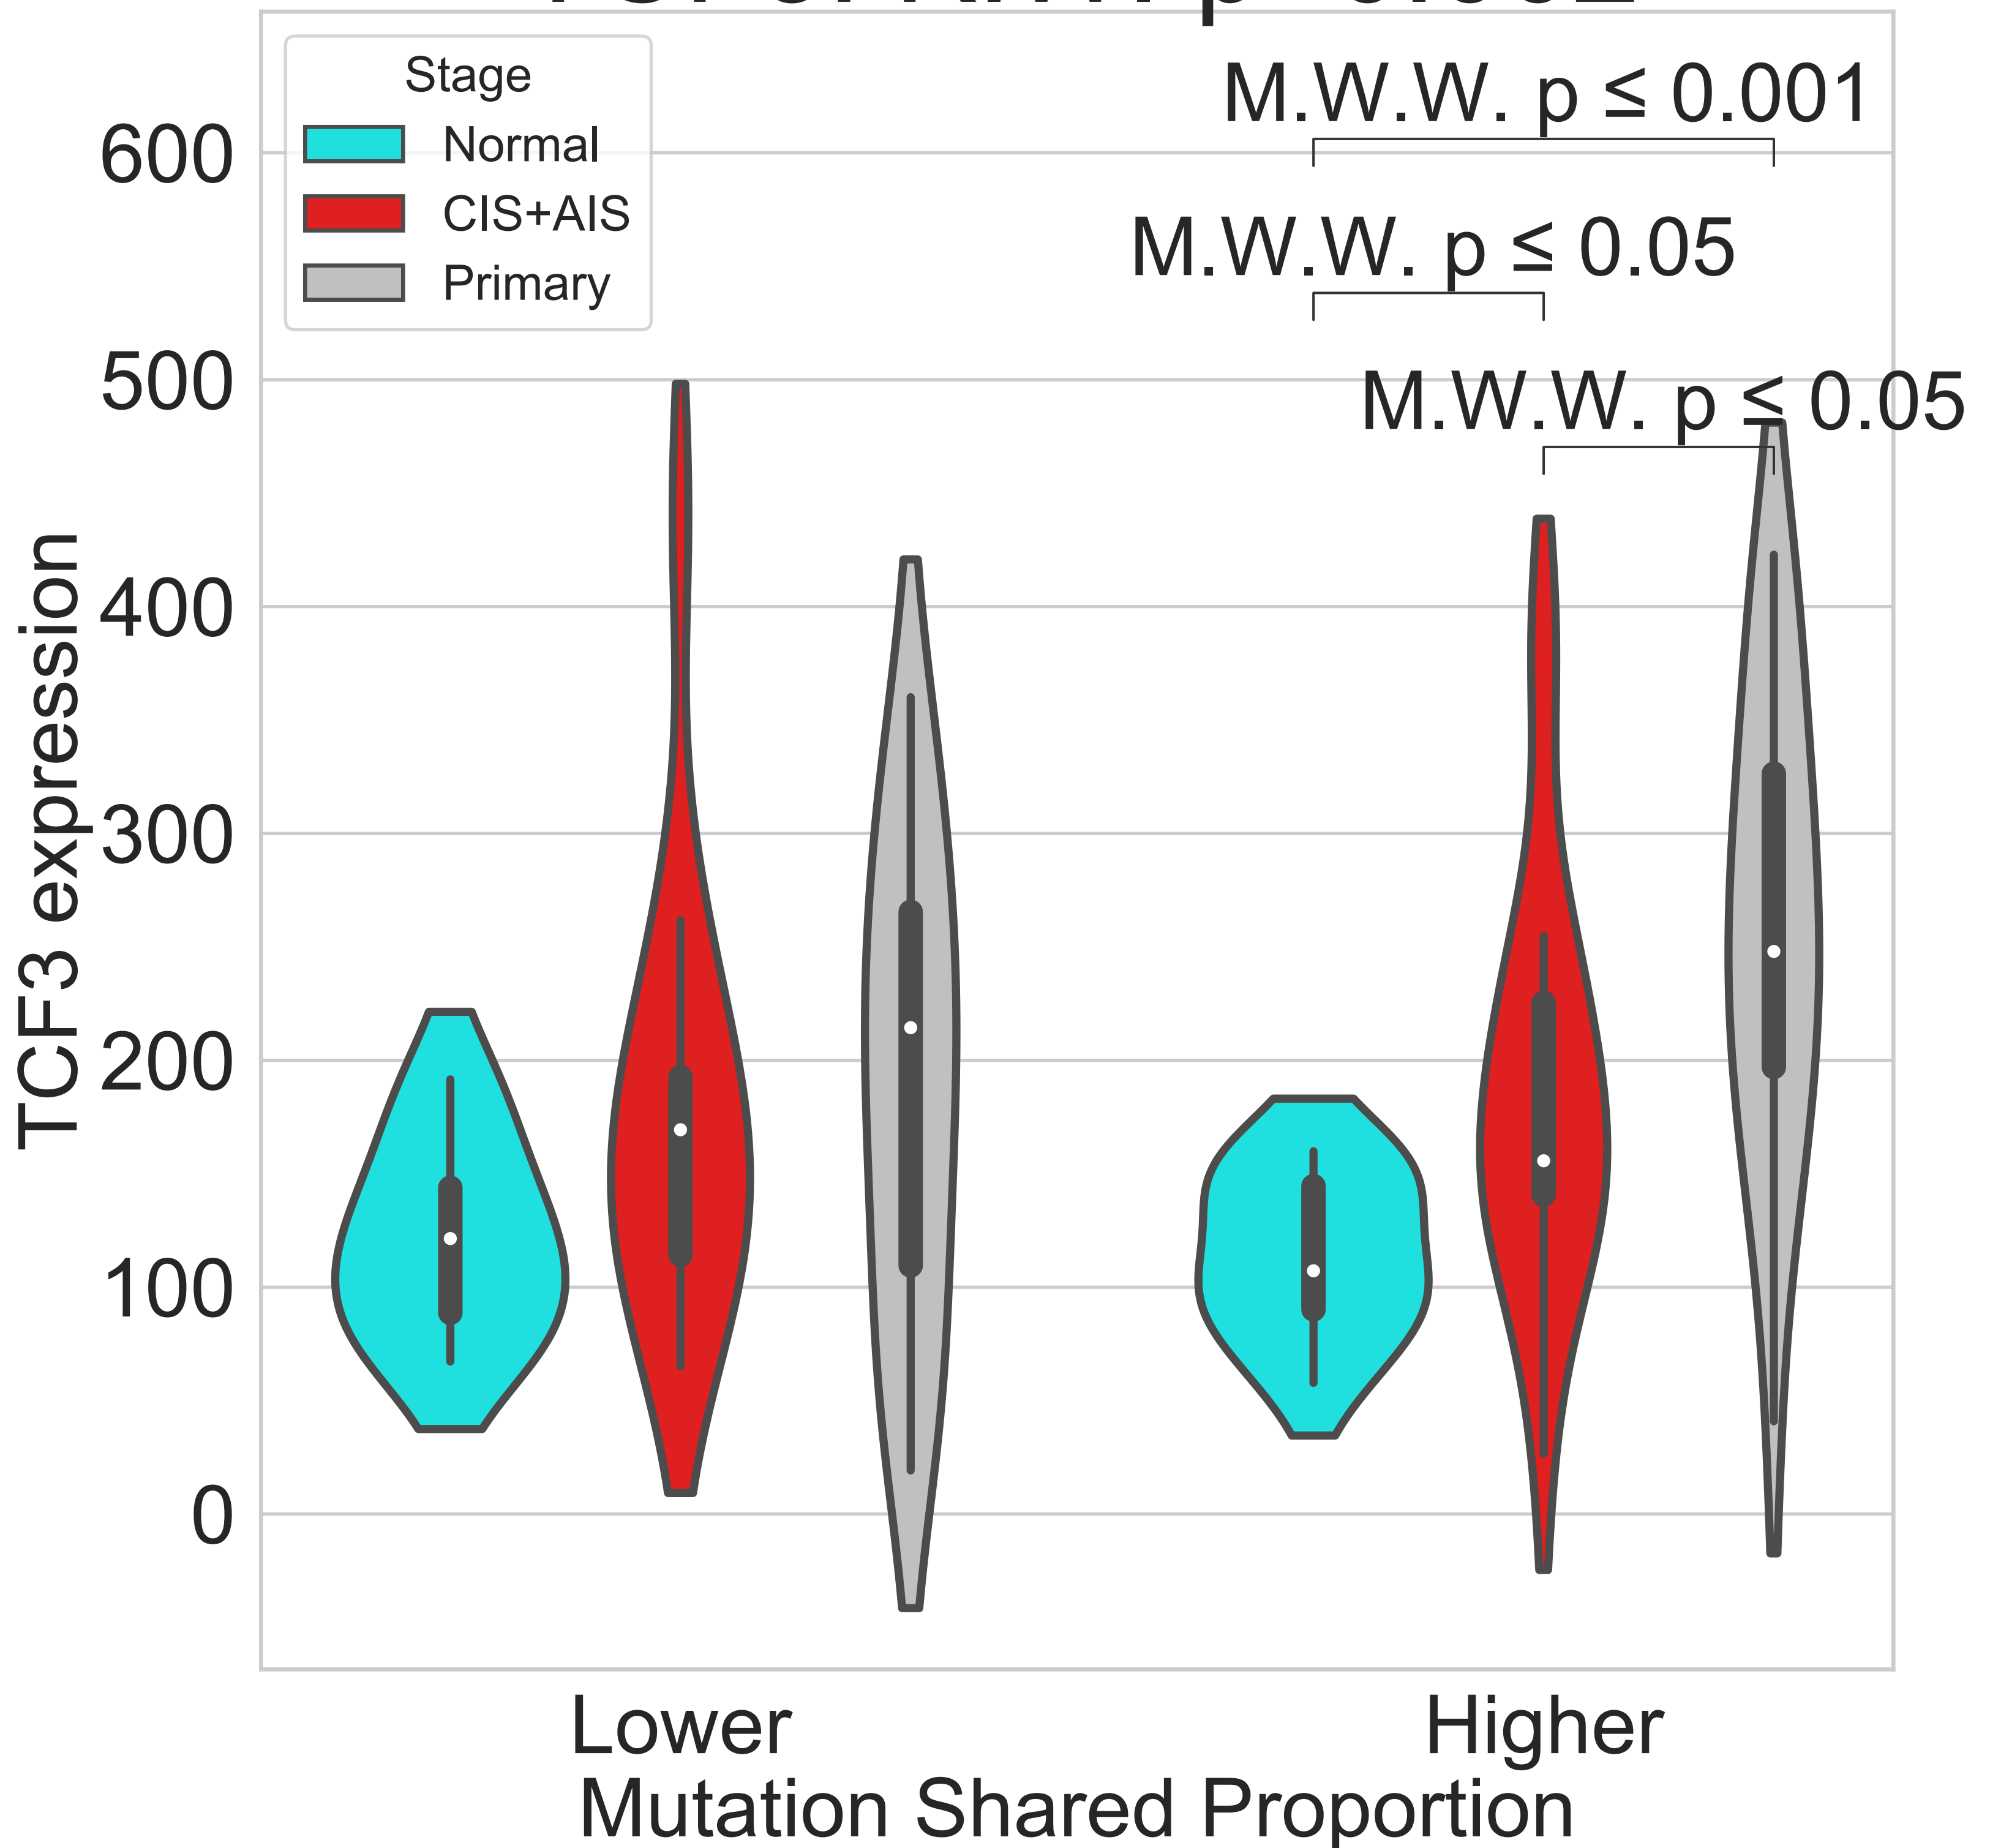 Stage
Normal
CIS+AIS
Primary
M.W.W. p ≤ 0.001
M.W.W. p ≤ 0.05
M.W.W. p ≤ 0.05
600
500
400
300
200
100
0
TCF3 expression
Lower
Higher
Mutation Shared Proportion